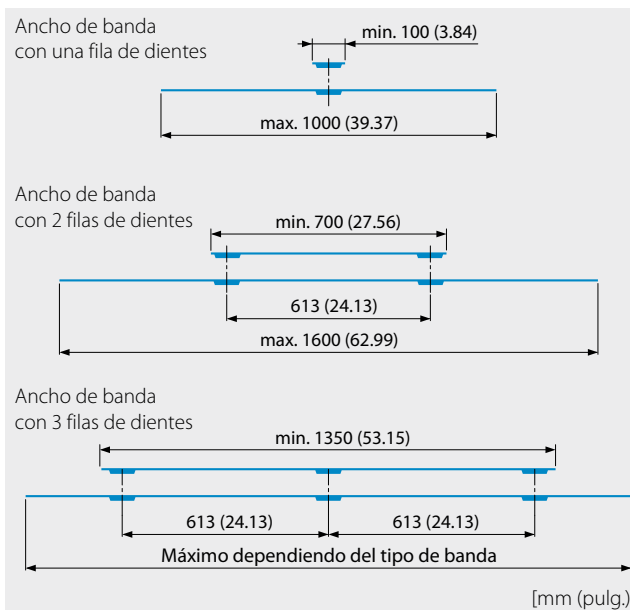 Ancho de banda
con una fila de dientes
min. 100 (3.84)
max. 1000 (39.37)
Ancho de banda
con 2 filas de dientes
min. 700 (27.56)
613 (24.13)
max. 1600 (62.99)
Ancho de banda
con 3 filas de dientes
min. 1350 (53.15)
613 (24.13) 613 (24.13)
Máximo dependiendo del tipo de banda
[mm (pulg.)